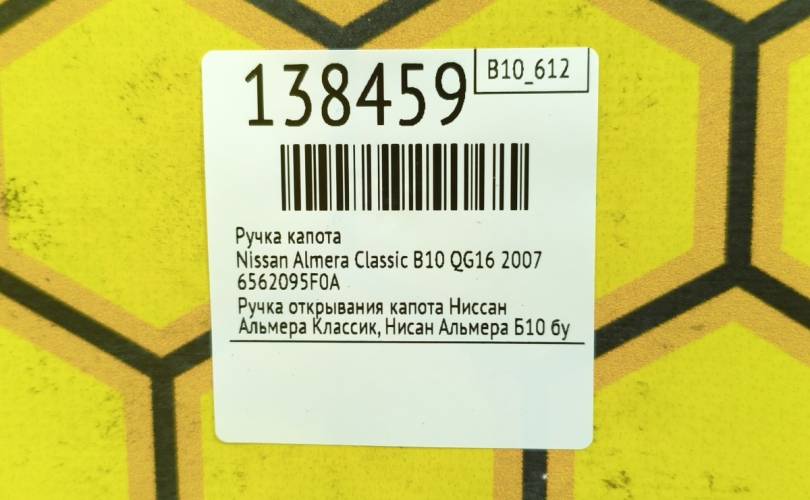 138459
B10_612
Ручка капота
Nissan Almera Classic B10 QG16 2007
6562095F0A
Ручка открывания капота Ниссан
Альмера Классик, Нисан Альмера Б10 бу